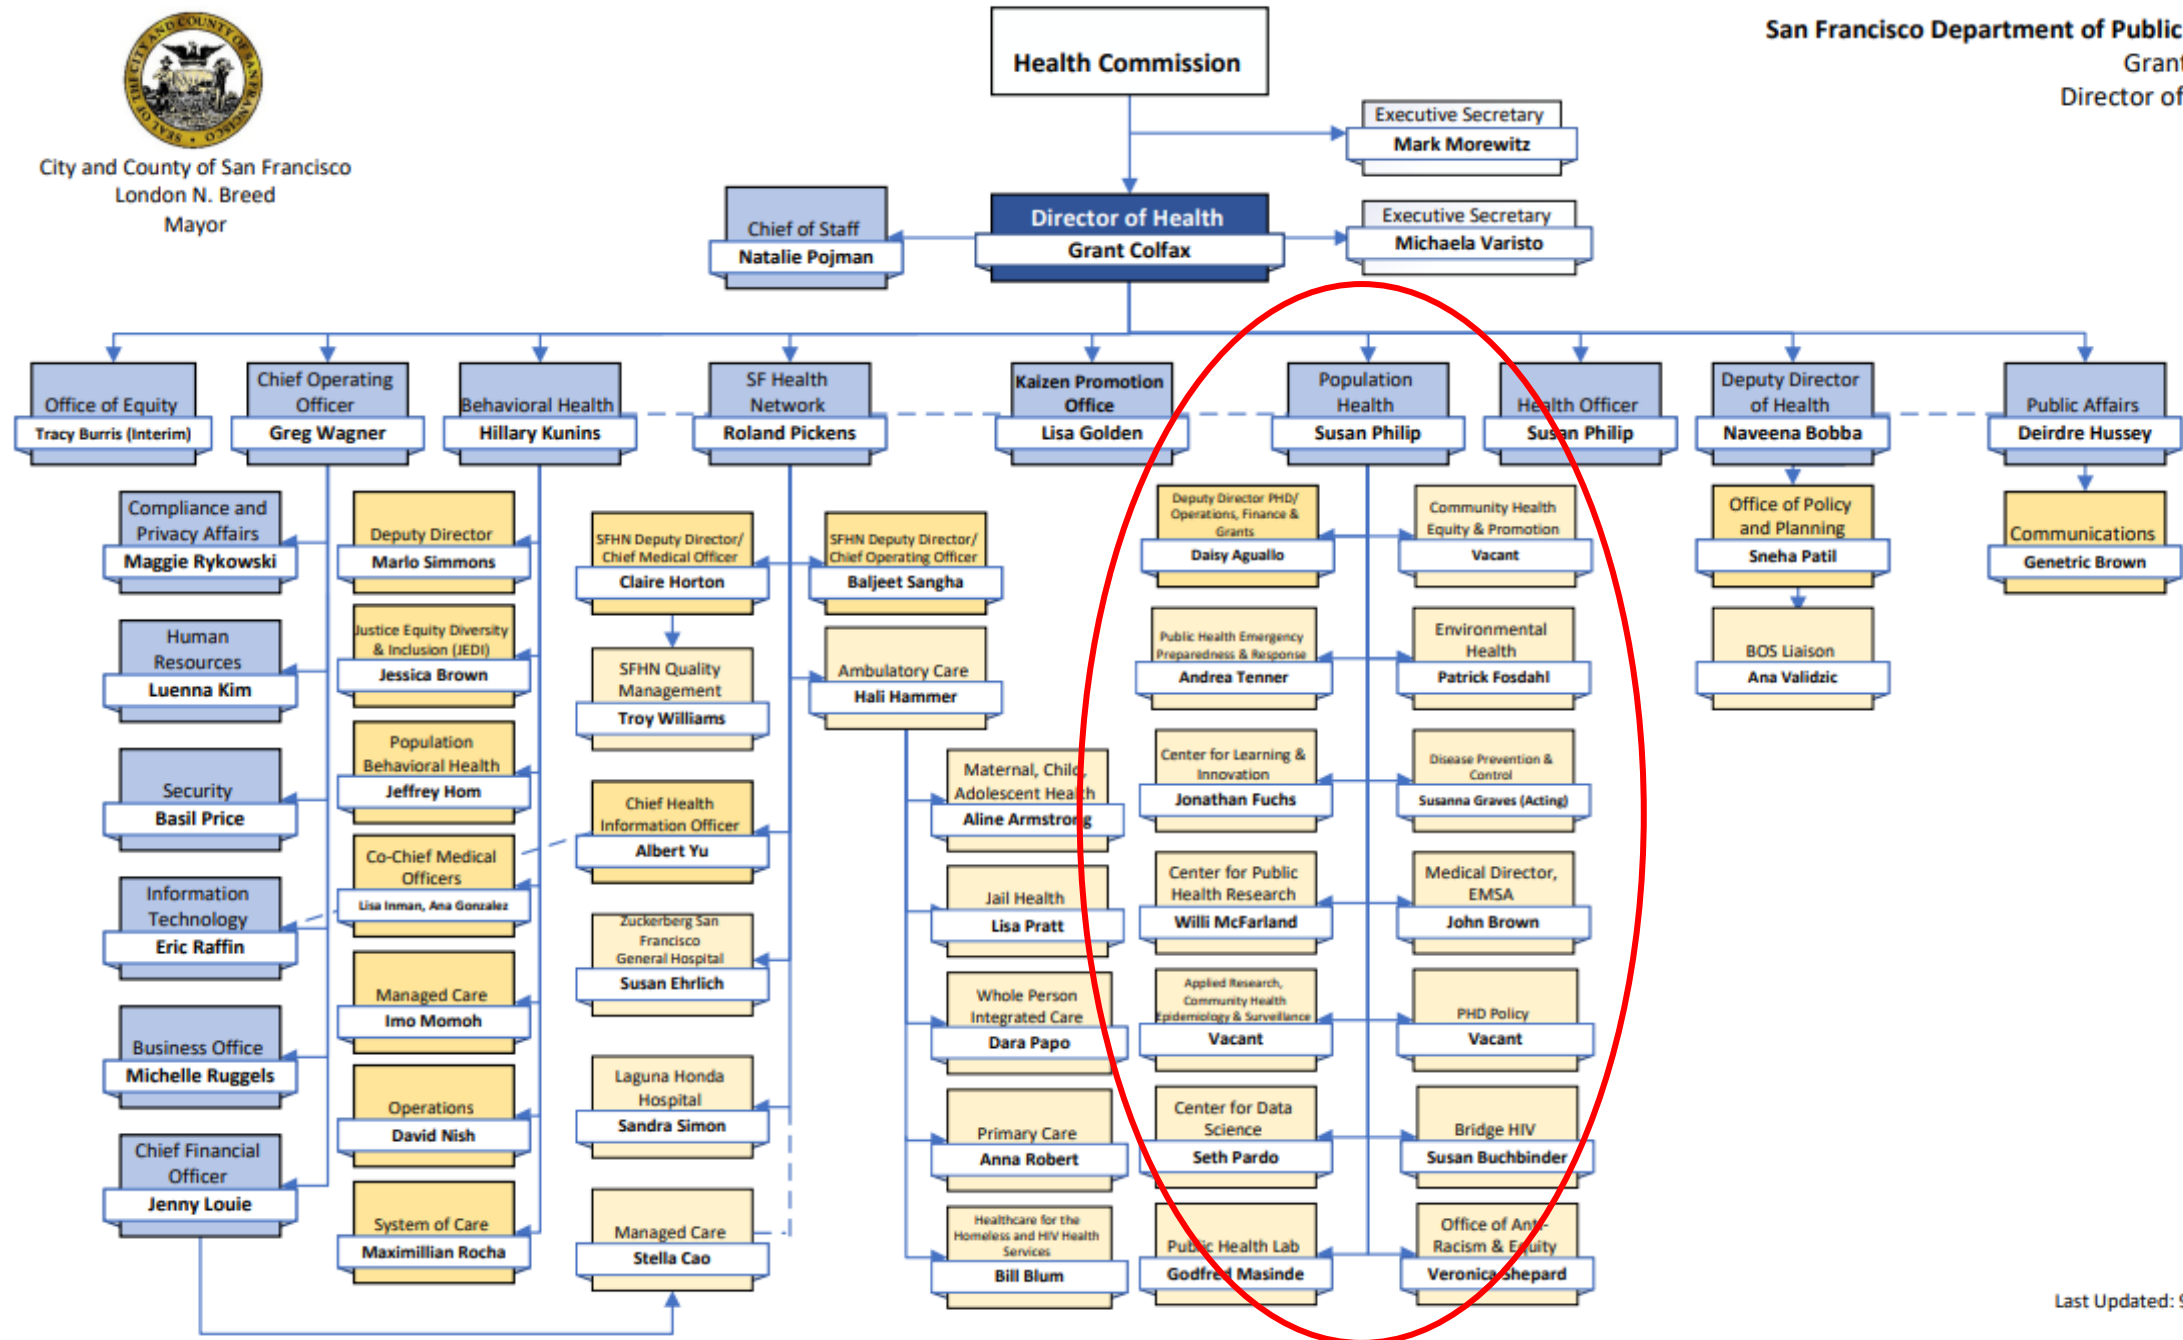 SEAL OF THE CITY AND COUNTY OF SAN FRANCISCO
City and County of San Francisco
London N. Breed
Mayor
San Francisco Department of Public
Grant
Director of
Health Commission
Executive Secretary
Mark Morewitz
Director of Health
Grant Colfax
Chief of Staff
Natalie Pojman
Executive Secretary
Michaela Varisto
Office of Equity
Tracy Burris (Interim)
Chief Operating
Officer
Greg Wagner
Behavioral Health
Hillary Kunins
SF Health
Network
Roland Pickens
Kaizen Promotion
Office
Lisa Golden
Population
Health
Susan Philip
Health Officer
Susan Philip
Deputy Director
of Health
Naveena Bobba
Public Affairs
Deirdre Hussey
Compliance and
Privacy Affairs
Maggie Rykowski
Human
Resources
Luenna Kim
Security
Basil Price
Information
Technology
Eric Raffin
Business Office
Michelle Ruggels
Chief Financial
Officer
Jenny Louie
Deputy Director
Marlo Simmons
Justice Equity Diversity
& Inclusion (JEDI)
Jessica Brown
Population
Behavioral Health
Jeffrey Hom
Co-Chief Medical
Officers
Lisa Inman, Ana Gonzalez
Managed Care
Imo Momoh
Operations
David Nish
System of Care
Maximillian Rocha
SFHN Deputy Director/
Chief Medical Officer
Claire Horton
SFHN Quality
Management
Troy Williams
Chief Health
Information Officer
Albert Yu
Zuckerberg San
Francisco
General Hospital
Susan Ehrlich
Laguna Honda
Hospital
Sandra Simon
Managed Care
Stella Cao
SFHN Deputy Director/
Chief Operating Officer
Baljeet Sangha
Ambulatory Care
Hali Hammer
Maternal, Child,
Adolescent Health
Aline Armstrong
Jail Health
Lisa Pratt
Whole Person
Integrated Care
Dara Papo
Primary Care
Anna Robert
Healthcare for the
Homeless and HIV Health
Services
Bill Blum
Deputy Director PHD/
Operations, Finance &
Grants
Daisy Aguallo
Public Health Emergency
Preparedness & Response
Andrea Tenner
Center for Learning &
Innovation
Jonathan Fuchs
Center for Public
Health Research
Willi McFarland
Applied Research,
Community Health
Epidemiology & Surveillance
Vacant
Center for Data
Science
Seth Pardo
Public Health Lab
Godfred Masinde
Community Health
Equity & Promotion
Vacant
Environmental
Health
Patrick Fosdahl
Disease Prevention &
Control
Susanna Graves (Acting)
Medical Director,
EMSA
John Brown
PHD Policy
Vacant
Bridge HIV
Susan Buchbinder
Office of Anti-
Racism & Equity
Veronica Shepard
Office of Policy
and Planning
Sneha Patil
BOS Liaison
Ana Validzic
Communications
Genetric Brown
Last Updated: 9